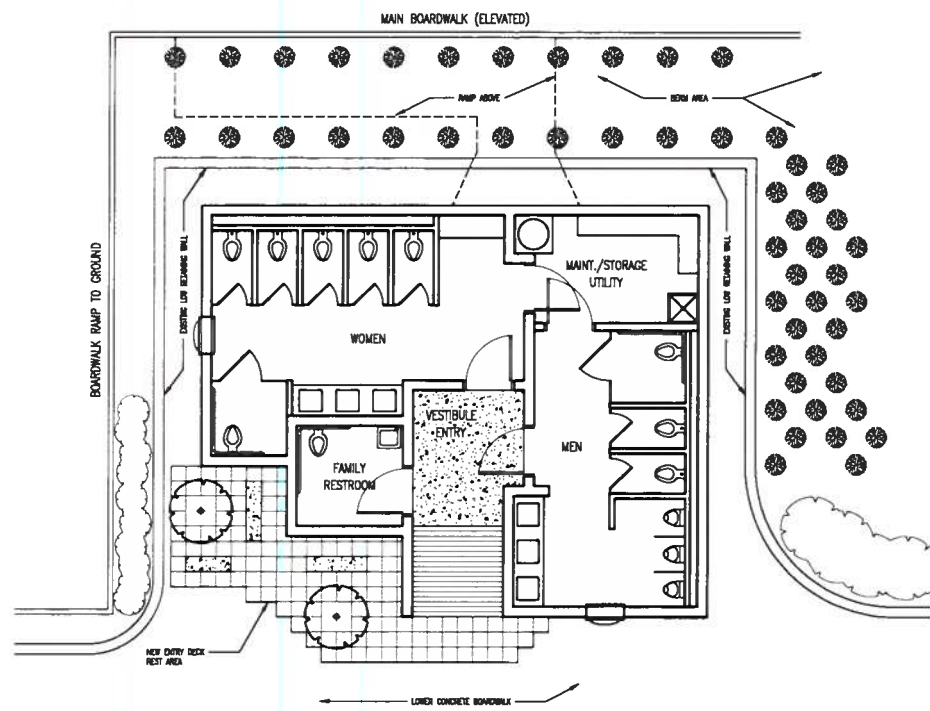 MAIN BOARDWALK (ELEVATED)
RAMP ABOVE
BERM AREA
BOARDWALK RAMP TO GROUND
EXISTING LOW RETAINING WALL
MAINT./STORAGE
UTILITY
EXISTING LOW RETAINING WALL
WOMEN
VESTIBULE
ENTRY
MEN
FAMILY
RESTROOM
NEW ENTRY DECK
REST AREA
LOWER CONCRETE BOARDWALK